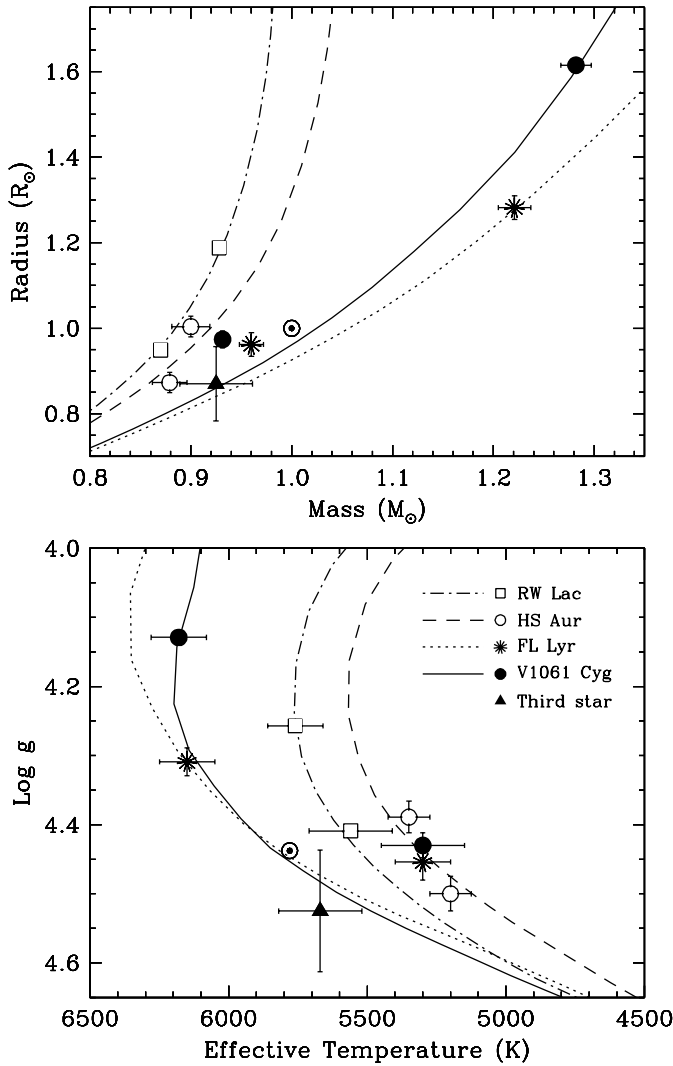 1.6
1.4
1.2
1.0
0.8
Radius (R☉)
0.8 0.9 1.0 1.1 1.2 1.3
Mass (M☉)
4.0
4.2
4.4
4.6
Log g
RW Lac
HS Aur
FL Lyr
V1061 Cyg
Third star
6500 6000 5500 5000 4500
Effective Temperature (K)